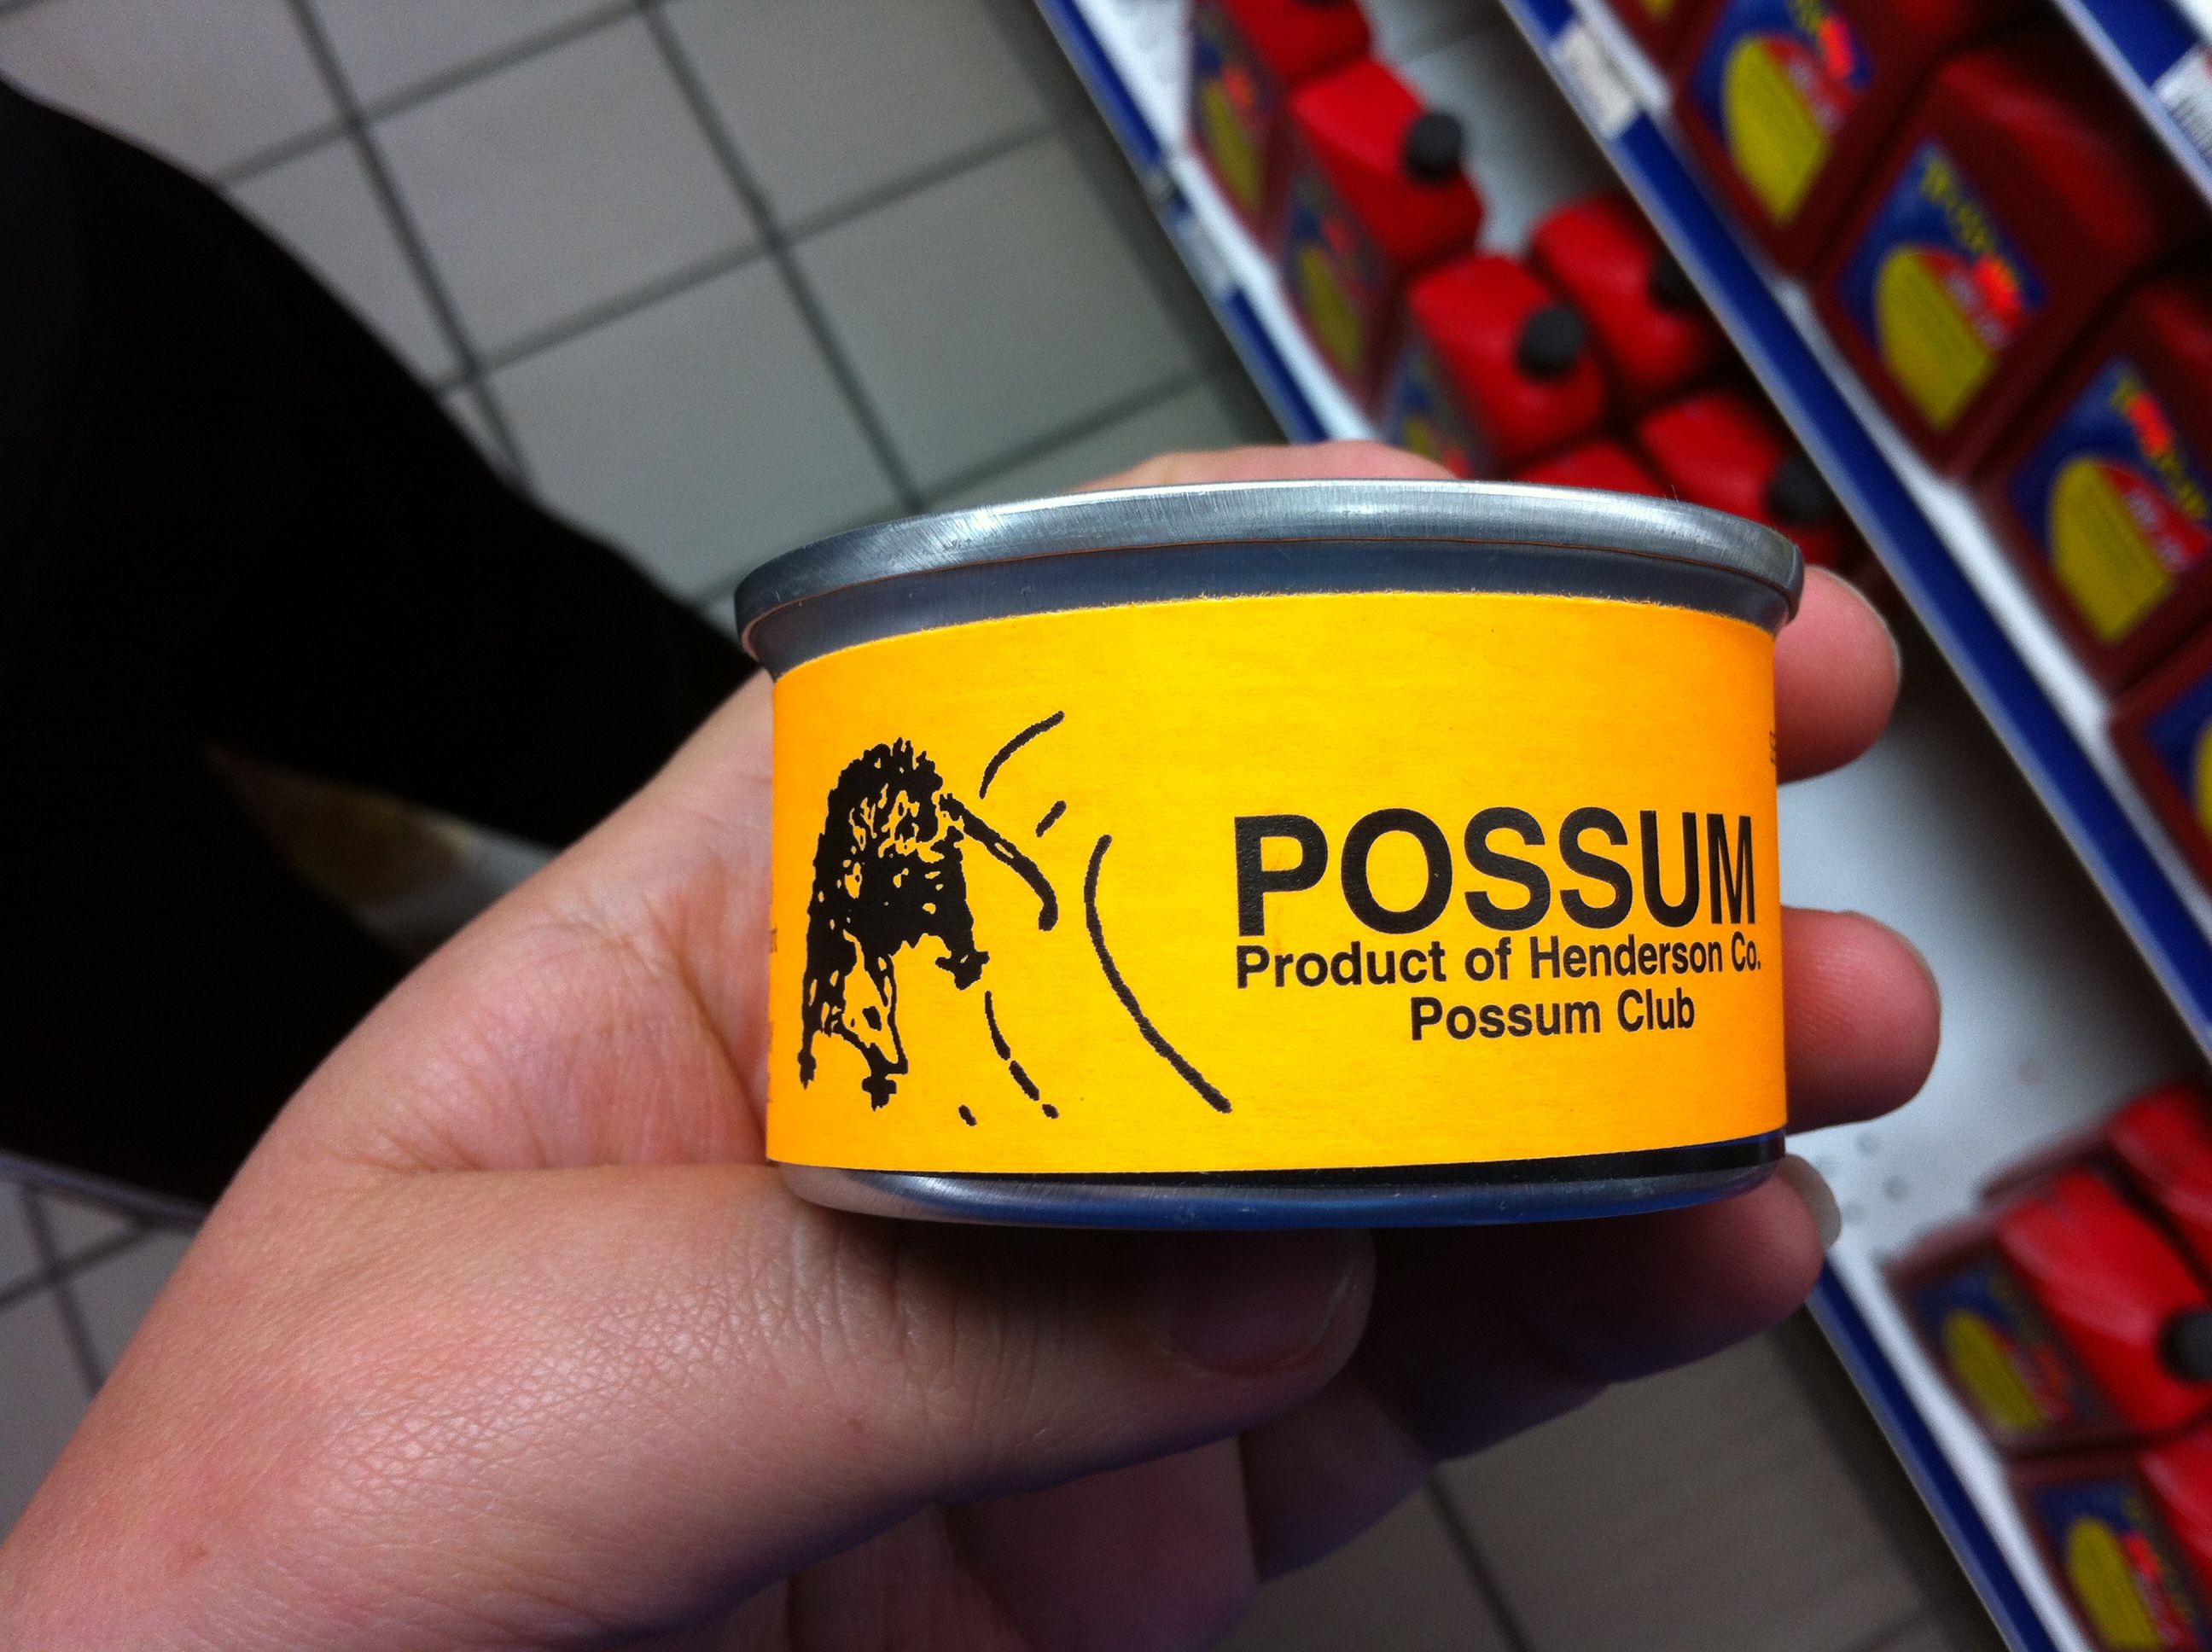 POSSUM
Product of Henderson Co.
Possum Club